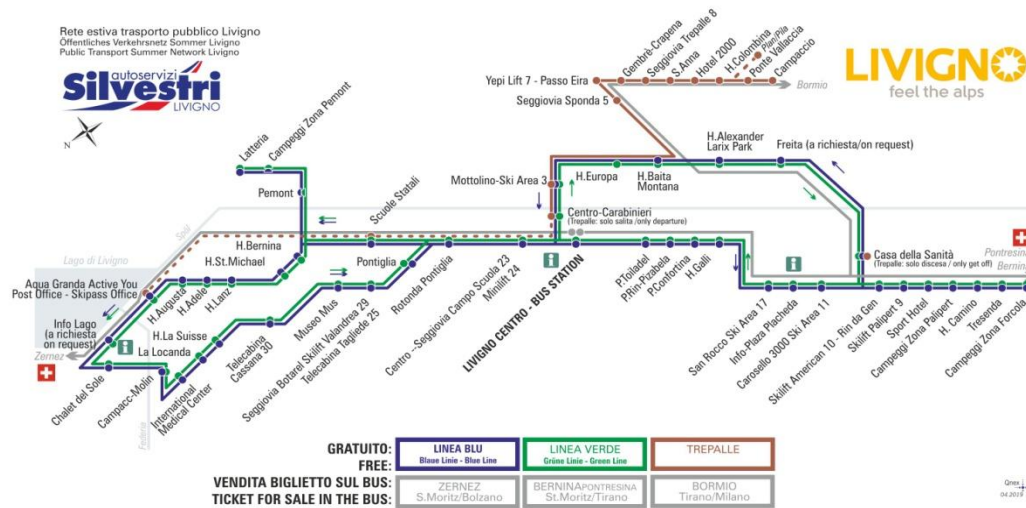 Rete estiva trasporto pubblico Livigno
Öffentliches Verkehrsnetz Sommer Livigno
Public Transport Summer Network Livigno
autoservizi
Silvestri
LIVIGNO
N
LIVIGNO
feel the alps
Gembrè-Crapena
Seggiovia Trepalle 8
S.Anna
Hotel 2000
H.Colombina
Plan/Pila
Ponte Vallaccia
Campaccio
Yepi Lift 7 - Passo Eira
Bormio
Seggiovia Sponda 5
Latteria
Campeggi Zona Pemont
Pemont
H.Alexander
Larix Park
Freita (a richiesta/on request)
Mottolino-Ski Area 3
H.Europa
H.Baita
Montana
Scuole Statali
Centro-Carabinieri
(Trepalle: solo salita /only departure)
Spöl
H.Bernina
H.St.Michael
Pontiglia
Lago di Livigno
Aqua Granda Active You
Post Office - Skipass Office
H.Augusta
H.Adele
H.Lanz
Casa della Sanità
(Trepalle: solo discesa / only get off)
Pontresina
Bernina
Info Lago
(a richiesta
on request)
Zernez
H.La Suisse
La Locanda
Chalet del Sole
Campacc-Molin
Federia
International
Medical Center
Telecabina
Cassana 30
Museo Mus
Seggiovia Botarel Skilift Valandrea 29
Telecabina Tagliede 25
Rotonda Pontiglia
Centro -Seggiovia Campo Scuola 23
Minilift 24
LIVIGNO CENTRO - BUS STATION
P.Toiladel
P.Rin-Pizabela
P.Confortina
H.Galli
San Rocco Ski Area 17
Info-Plaza Placheda
Carosello 3000 Ski Area 11
Skilift American 10 - Rin da Gen
Skilift Palipert 9
Sport Hotel
Campeggi Zona Palipert
H. Camino
Tresenda
Campeggi Zona Forcola
GRATUITO:
FREE:
LINEA BLU
Blaue Linie - Blue Line
LINEA VERDE
Grüne Linie - Green Line
TREPALLE
VENDITA BIGLIETTO SUL BUS:
TICKET FOR SALE IN THE BUS:
ZERNEZ
S.Moritz/Bolzano
BERNINA PONTRESINA
St.Moritz/Tirano
BORMIO
Tirano/Milano
Qnex
04.2019